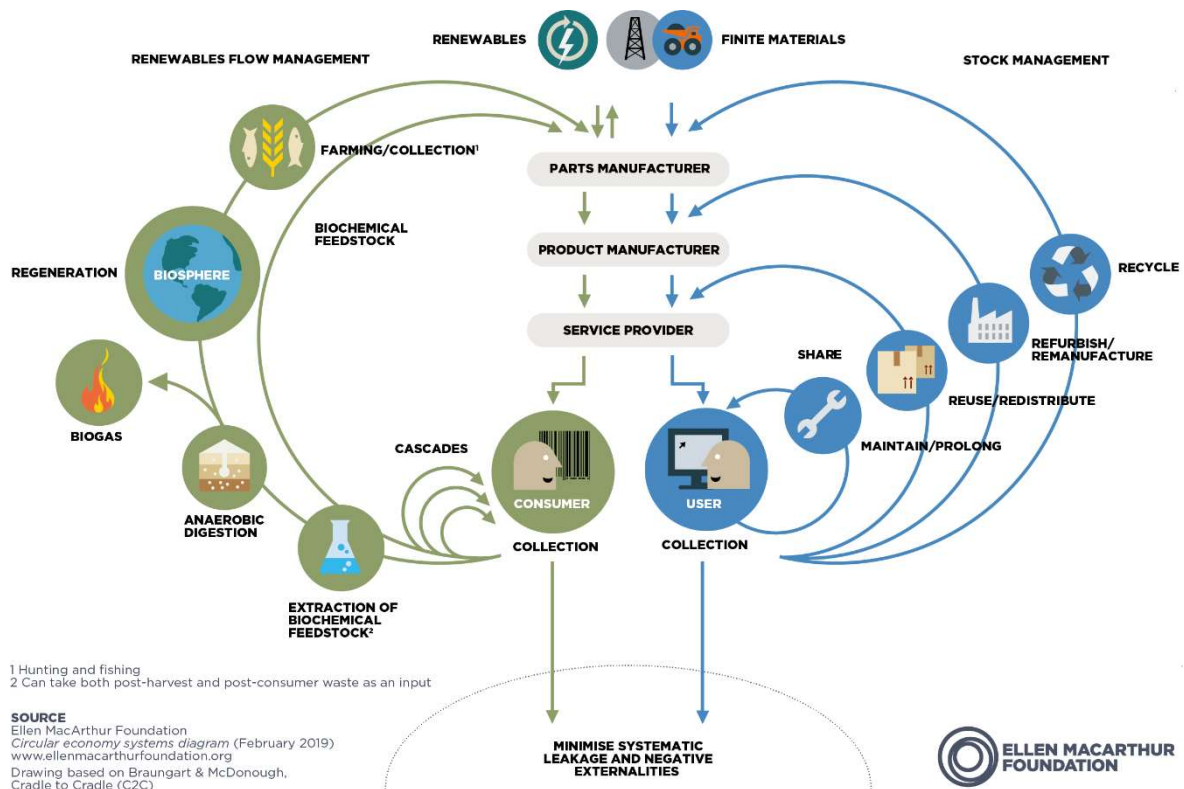 RENEWABLES
FINITE MATERIALS
RENEWABLES FLOW MANAGEMENT
STOCK MANAGEMENT
FARMING/COLLECTION¹
PARTS MANUFACTURER
BIOCHEMICAL
FEEDSTOCK
PRODUCT MANUFACTURER
REGENERATION
BIOSPHERE
RECYCLE
SERVICE PROVIDER
SHARE
REFURBISH/
REMANUFACTURE
REUSE/REDISTRIBUTE
BIOGAS
CASCADES
MAINTAIN/PROLONG
CONSUMER
USER
ANAEROBIC
DIGESTION
COLLECTION
COLLECTION
EXTRACTION OF
BIOCHEMICAL
FEEDSTOCK²
1 Hunting and fishing
2 Can take both post-harvest and post-consumer waste as an input
SOURCE
Ellen MacArthur Foundation
Circular economy systems diagram (February 2019)
www.ellenmacarthurfoundation.org
Drawing based on Braungart & McDonough,
Cradle to Cradle (C2C)
MINIMISE SYSTEMATIC
LEAKAGE AND NEGATIVE
EXTERNALITIES
ELLEN MACARTHUR
FOUNDATION